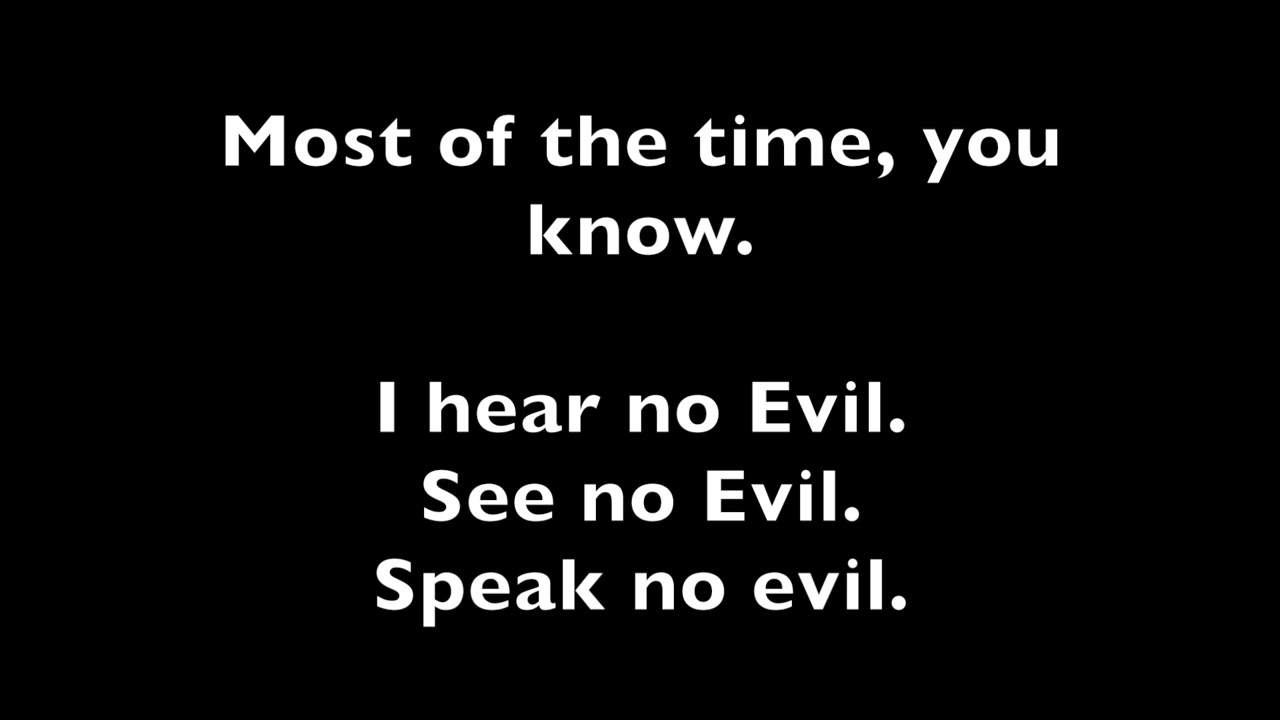 Most of the time, you
know.
I hear no Evil.
See no Evil.
Speak no evil.